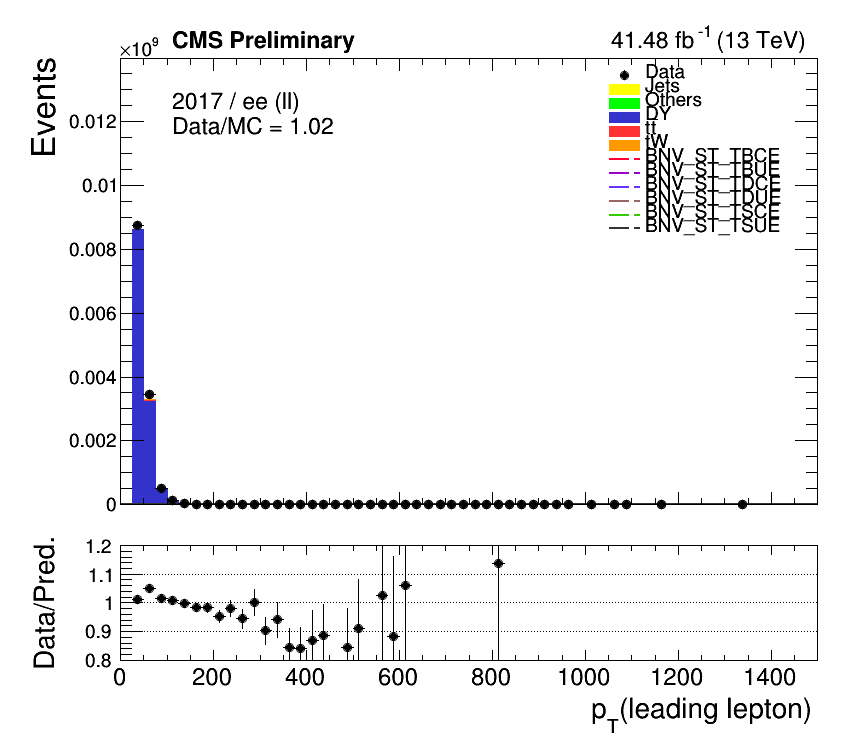 ×10⁹ CMS Preliminary 41.48 fb⁻¹ (13 TeV)
Events
2017 / ee (ll)
Data/MC = 1.02
Data
Jets
Others
DY
tt
tW
BNV_ST_TBCE
BNV_ST_TBUE
BNV_ST_TDCE
BNV_ST_TDUE
BNV_ST_TSCE
BNV_ST_TSUE
0.012
0.01
0.008
0.006
0.004
0.002
0
Data/Pred.
1.2
1.1
1
0.9
0.8
0 200 400 600 800 1000 1200 1400
p_T(leading lepton)